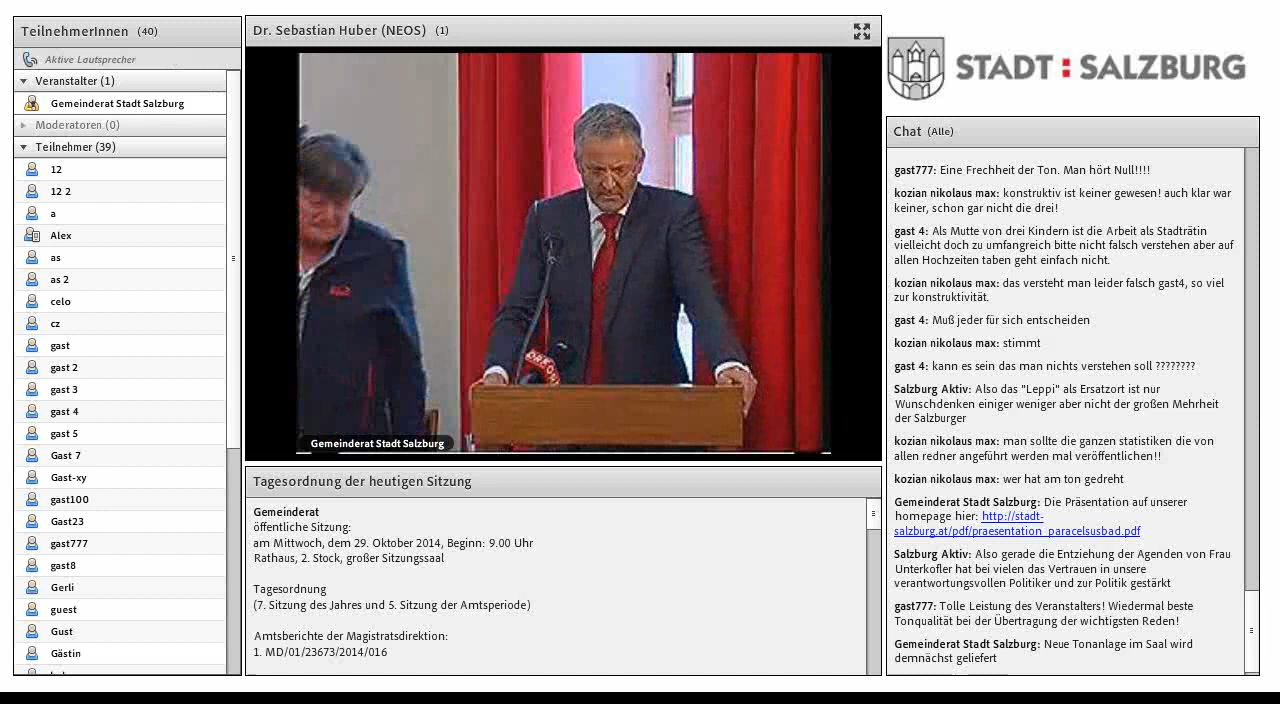 TeilnehmerInnen (40)
Aktive Lautsprecher
Veranstalter (1)
Gemeinderat Stadt Salzburg
Moderatoren (0)
Teilnehmer (39)
12
12 2
a
Alex
as
as 2
celo
cz
gast
gast 2
gast 3
gast 4
gast 5
Gast 7
Gast-xy
gast100
Gast23
gast777
gast8
Gerli
guest
Gust
Gästin
Dr. Sebastian Huber (NEOS) (1)
Gemeinderat Stadt Salzburg
Tagesordnung der heutigen Sitzung
Gemeinderat
öffentliche Sitzung:
am Mittwoch, dem 29. Oktober 2014, Beginn: 9.00 Uhr
Rathaus, 2. Stock, großer Sitzungssaal
Tagesordnung
(7. Sitzung des Jahres und 5. Sitzung der Amtsperiode)
Amtsberichte der Magistratsdirektion:
1. MD/01/23673/2014/016
STADT : SALZBURG
Chat (Alle)
gast777: Eine Frechheit der Ton. Man hört Null!!!!
kozian nikolaus max: konstruktiv ist keiner gewesen! auch klar war
keiner, schon gar nicht die drei!
gast 4: Als Mutte von drei Kindern ist die Arbeit als Stadträtin
vielleicht doch zu umfangreich bitte nicht falsch verstehen aber auf
allen Hochzeiten taben geht einfach nicht.
kozian nikolaus max: das versteht man leider falsch gast4, so viel
zur konstruktivität.
gast 4: Muß jeder für sich entscheiden
kozian nikolaus max: stimmt
gast 4: kann es sein das man nichts verstehen soll ????????
Salzburg Aktiv: Also das "Leppi" als Ersatzort ist nur
Wunschdenken einiger weniger aber nicht der großen Mehrheit
der Salzburger
kozian nikolaus max: man sollte die ganzen statistiken die von
allen redner angeführt werden mal veröffentlichen!!
kozian nikolaus max: wer hat am ton gedreht
Gemeinderat Stadt Salzburg: Die Präsentation auf unserer
homepage hier: http://stadt-
salzburg.at/pdf/praesentation_paracelsusbad.pdf
Salzburg Aktiv: Also gerade die Entziehung der Agenden von Frau
Unterkofler hat bei vielen das Vertrauen in unsere
verantwortungsvollen Politiker und zur Politik gestärkt
gast777: Tolle Leistung des Veranstalters! Wiedermal beste
Tonqualität bei der Übertragung der wichtigsten Reden!
Gemeinderat Stadt Salzburg: Neue Tonanlage im Saal wird
demnächst geliefert